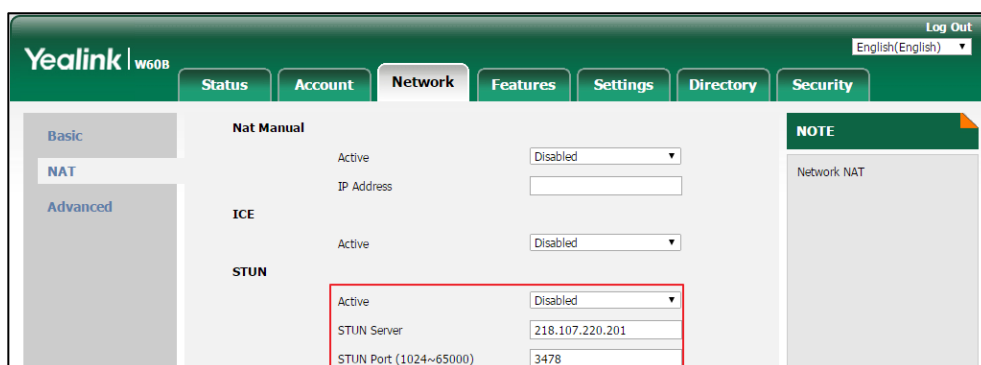 Log Out
English(English)
Yealink W60B
Status Account Network Features Settings Directory Security
Basic
NAT
Advanced
Nat Manual
Active Disabled
IP Address
ICE
Active Disabled
STUN
Active Disabled
STUN Server 218.107.220.201
STUN Port (1024~65000) 3478
NOTE
Network NAT